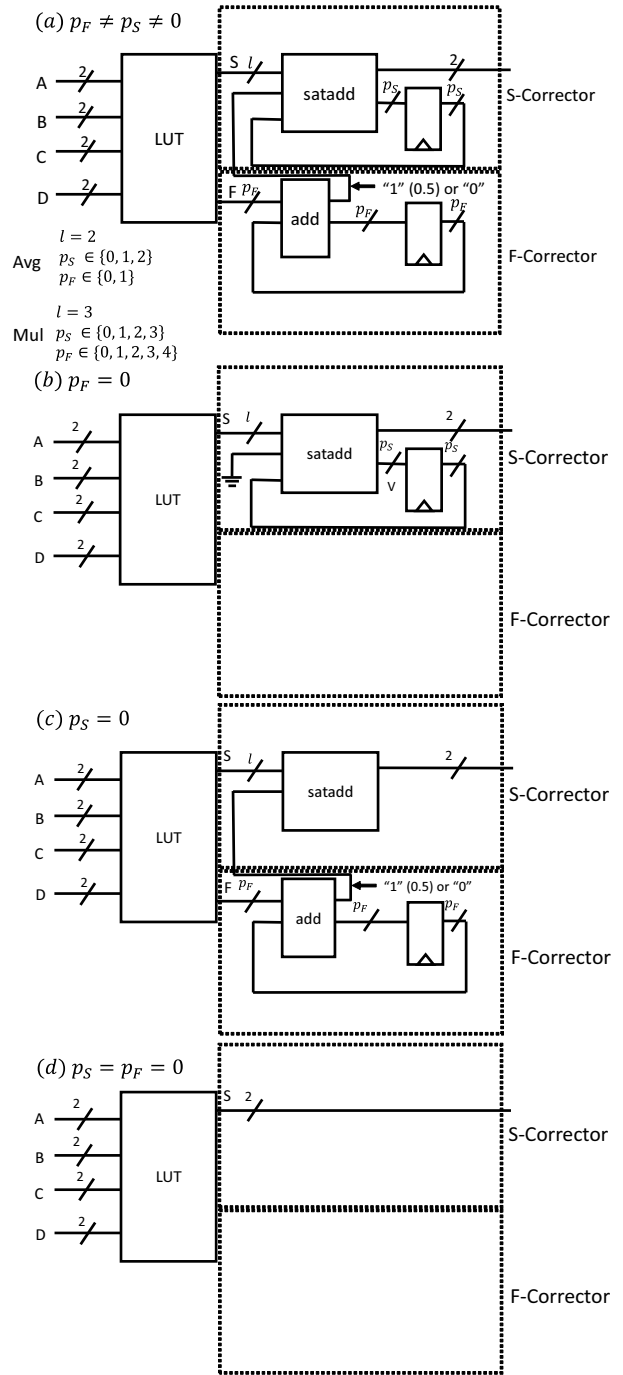 (a) p_F ≠ p_S ≠ 0
A 2
B 2
C 2
D 2
LUT
S l
satadd
2
p_S
p_S
S-Corrector
F p_F
add
"1" (0.5) or "0"
p_F
p_F
F-Corrector
l = 2
Avg p_S ∈ {0, 1, 2}
p_F ∈ {0, 1}
l = 3
Mul p_S ∈ {0, 1, 2, 3}
p_F ∈ {0, 1, 2, 3, 4}
(b) p_F = 0
A 2
B 2
C 2
D 2
LUT
S l
satadd
2
p_S
p_S
V
S-Corrector
F-Corrector
(c) p_S = 0
A 2
B 2
C 2
D 2
LUT
S l
satadd
2
S-Corrector
F p_F
add
"1" (0.5) or "0"
p_F
p_F
F-Corrector
(d) p_S = p_F = 0
A 2
B 2
C 2
D 2
LUT
S 2
S-Corrector
F-Corrector